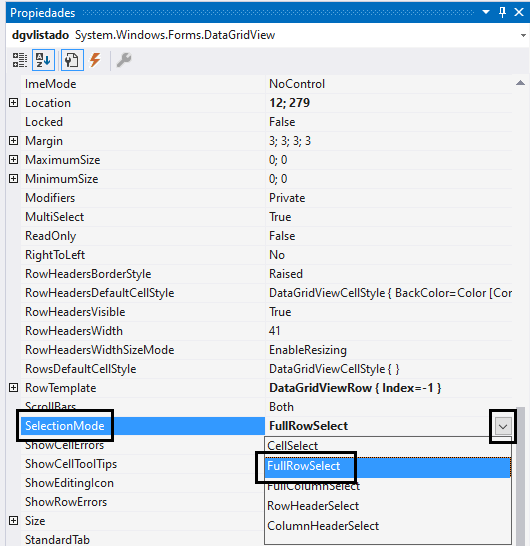 Propiedades
dgvlistado System.Windows.Forms.DataGridView
ImeMode NoControl
Location 12; 279
Locked False
Margin 3; 3; 3; 3
MaximumSize 0; 0
MinimumSize 0; 0
Modifiers Private
MultiSelect True
ReadOnly False
RightToLeft No
RowHeadersBorderStyle Raised
RowHeadersDefaultCellStyle DataGridViewCellStyle { BackColor=Color [Cor
RowHeadersVisible True
RowHeadersWidth 41
RowHeadersWidthSizeMode EnableResizing
RowsDefaultCellStyle DataGridViewCellStyle { }
RowTemplate DataGridViewRow { Index=-1 }
ScrollBars Both
SelectionMode FullRowSelect
ShowCellErrors CellSelect
ShowCellToolTips FullRowSelect
ShowEditingIcon FullColumnSelect
ShowRowErrors RowHeaderSelect
Size ColumnHeaderSelect
StandardTab